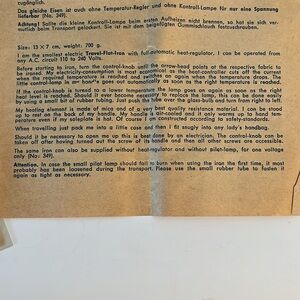 zugänglich.
Das gleiche Eisen ist auch ohne Temperatur-Regler und ohne Kontroll-Lampe für nur eine Spannung
lieferbar (No. 349).
Achtung! Sollte die kleine Kontroll-Lampe beim ersten Aufheizen nicht brennen, so hat sie sich ver-
mutlich beim Transport gelockert. Sie ist mit dem beigefügten Gummischlauch festzuschrauben.
Size: 13 × 7 cm, weight: 700 g.
I am the smallest electric Travel-Flat-Iron with full-automatic heat-regulator. I can be operated from
any A.C. circuit 110 to 240 Volts.
Before starting to iron, turn the control-knob until the arrow-head points at the respective fabric to
be ironed. My electricity-consumption is most economic as the heat-controller cuts off the current
when the required temperature is reached and switches on again when the temperature drops. The
little control-lamp in my handle goes out automatically as soon as the right temperature is reached.
If the control-knob is turned to a lower temperature the lamp goes on again as soon as the right
level is reached. Should it ever become necessary to replace the lamp, this can be done easily
by using a small bit of rubber tubing. Just push the tube over the glass-bulb and turn from right to left.
My heating element is made of mica and of a very best quality resistance material. When you want
me to rest up on the back of my handle. My handle is air-cooled and it only warms up to hand tem-
perature even if my soleplate is hot. Of course I am constructed according to safety-standards.
When travelling just pack me into a little case and then I fit snugly into any lady's handbag.
Should it be necessary to open me up this is best done by an electrician. The control-knob can be
taken off after having turned out the screw of its handle and then all other screws are accessible.
The same iron can also be supplied without heat-regulator and without pilot-lamp, for one voltage
only (No: 349).
Attention. In case the small pilot lamp should fail to burn when using the iron the first time, it most
probably has been loosened during the transport. Please use the small rubber tube to fasten it
again as tight as necessary.